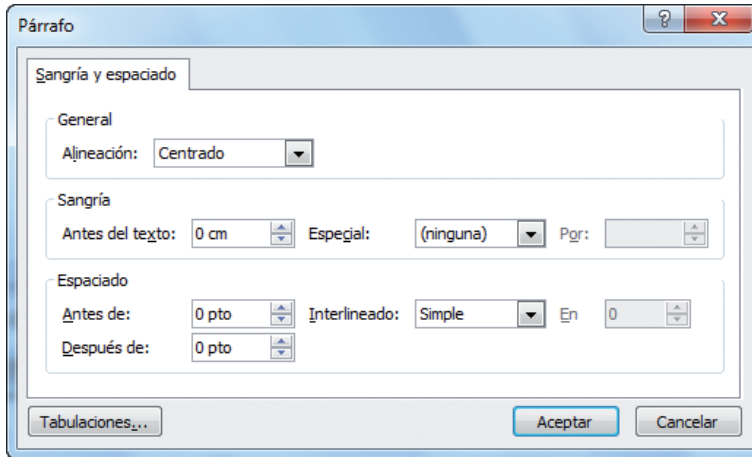 Párrafo
Sangría y espaciado
General
Alineación: Centrado
Sangría
Antes del texto: 0 cm Especial: (ninguna) Por:
Espaciado
Antes de: 0 pto Interlineado: Simple En 0
Después de: 0 pto
Tabulaciones... Aceptar Cancelar